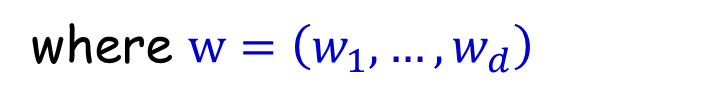 where w = (w₁, ... , w_d)